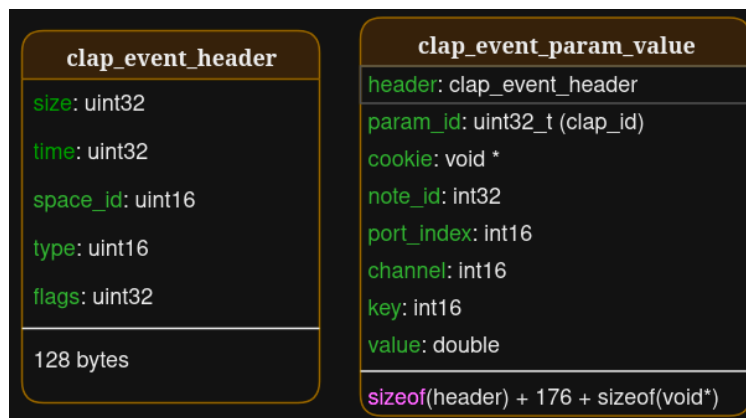 clap_event_header
size: uint32
time: uint32
space_id: uint16
type: uint16
flags: uint32
128 bytes
clap_event_param_value
header: clap_event_header
param_id: uint32_t (clap_id)
cookie: void *
note_id: int32
port_index: int16
channel: int16
key: int16
value: double
sizeof(header) + 176 + sizeof(void*)